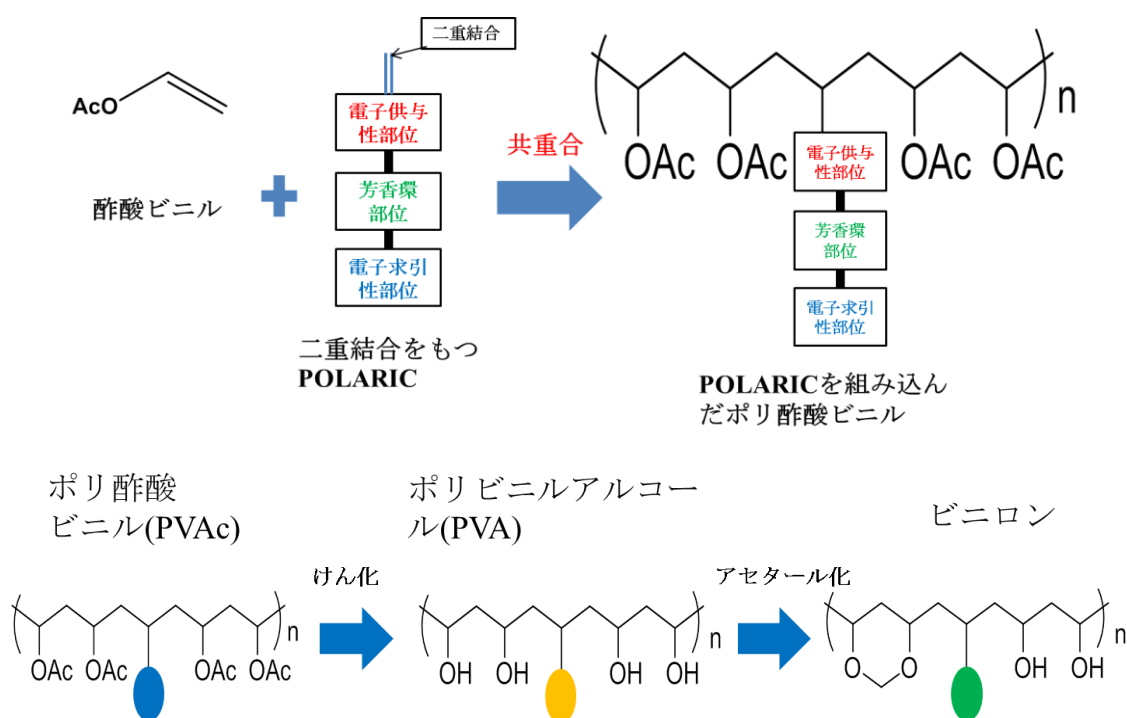 二重結合
AcO
酢酸ビニル
電子供与
性部位
芳香環
部位
電子求引
性部位
二重結合をもつ
POLARIC
共重合
n
OAc
OAc
OAc
OAc
電子供与
性部位
芳香環
部位
電子求引
性部位
POLARICを組み込ん
だポリ酢酸ビニル
ポリ酢酸
ビニル(PVAc)
n
OAc
OAc
OAc
OAc
けん化
ポリビニルアルコー
ル(PVA)
n
OH
OH
OH
OH
アセタール化
ビニロン
n
O
O
OH
OH